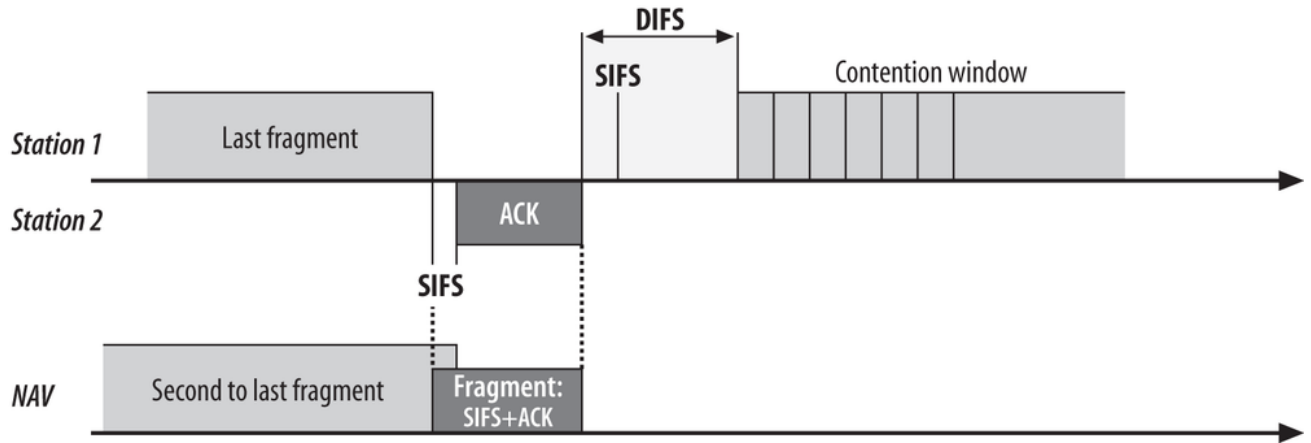 DIFS
SIFS
Contention window
Station 1
Last fragment
Station 2
ACK
SIFS
NAV
Second to last fragment
Fragment:
SIFS+ACK